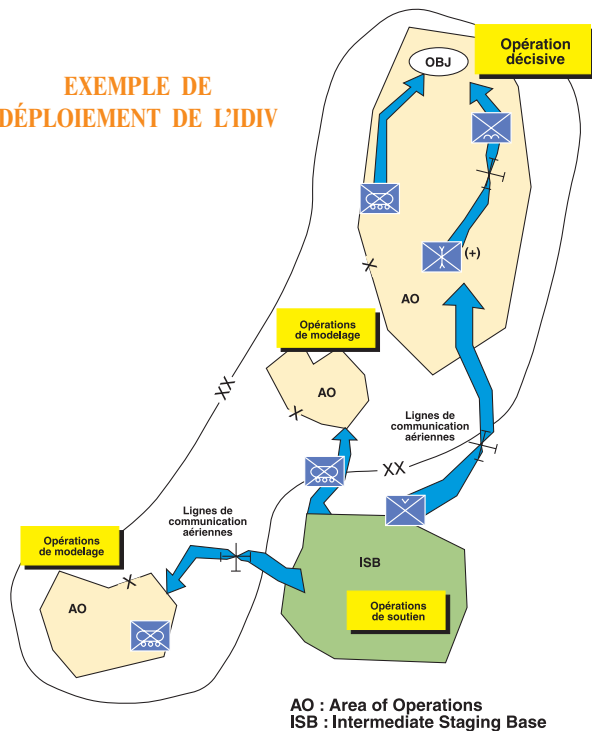 EXEMPLE DE
DÉPLOIEMENT DE L'IDIV
Opération
décisive
OBJ
(+)
AO
Opérations
de modelage
AO
XX
Lignes de
communication
aériennes
XX
Lignes de
communication
aériennes
Opérations
de modelage
AO
ISB
Opérations
de soutien
AO : Area of Operations
ISB : Intermediate Staging Base